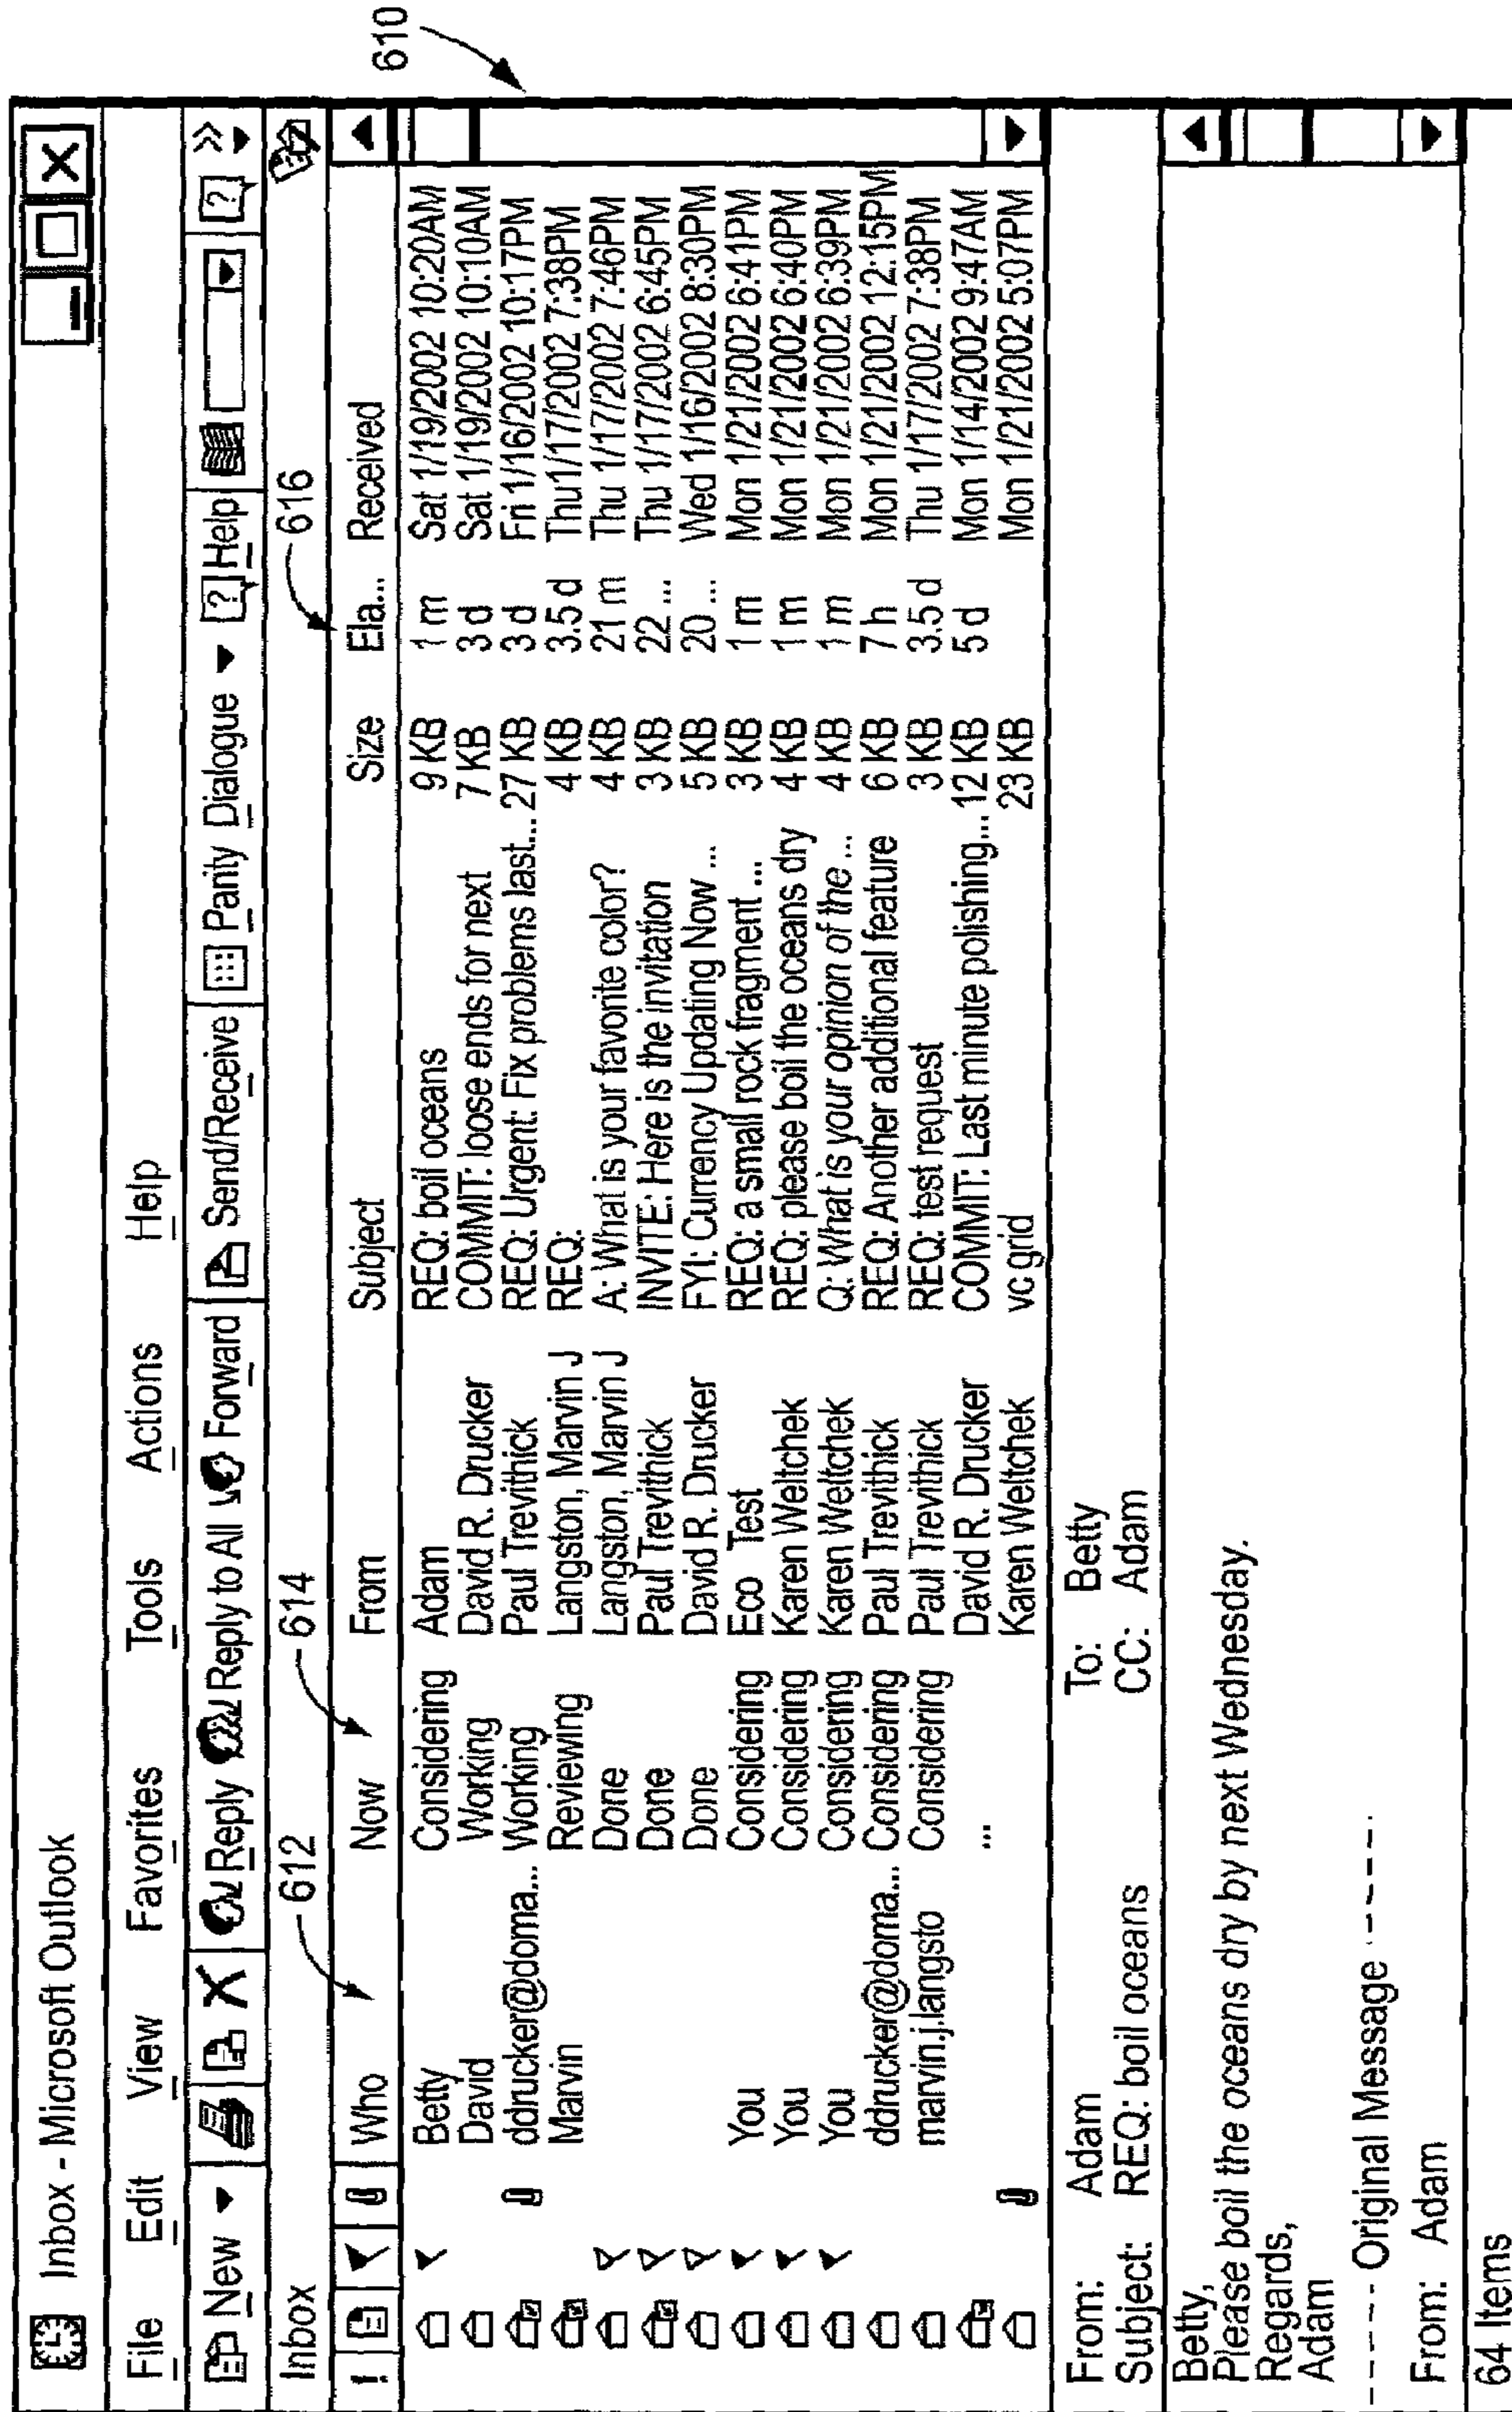 610
Inbox - Microsoft Outlook
File Edit View Favorites Tools Actions Help
New Reply Reply to All Forward Send/Receive Parity Dialogue ? Help ?
Inbox 612 614 616
! Who Now From Subject Size Ela... Received
Betty Considering Adam REQ: boil oceans 9 KB 1 m Sat 1/19/2002 10:20AM
David Working David R. Drucker COMMIT: loose ends for next 7 KB 3 d Sat 1/19/2002 10:10AM
ddrucker@doma... Working Paul Trevithick REQ: Urgent: Fix problems last... 27 KB 3 d Fri 1/16/2002 10:17PM
Marvin Reviewing Langston, Marvin J REQ: 4 KB 3.5 d Thu1/17/2002 7:38PM
Done Langston, Marvin J A: What is your favorite color? 4 KB 21 m Thu 1/17/2002 7:46PM
Done Paul Trevithick INVITE: Here is the invitation 3 KB 22 ... Thu 1/17/2002 6:45PM
Done David R. Drucker FYI: Currency Updating Now ... 5 KB 20 ... Wed 1/16/2002 8:30PM
You Considering Eco Test REQ: a small rock fragment ... 3 KB 1 m Mon 1/21/2002 6:41PM
You Considering Karen Weltchek REQ: please boil the oceans dry 4 KB 1 m Mon 1/21/2002 6:40PM
You Considering Karen Weltchek Q: What is your opinion of the ... 4 KB 1 m Mon 1/21/2002 6:39PM
ddrucker@doma... Considering Paul Trevithick REQ: Another additional feature 6 KB 7 h Mon 1/21/2002 12:15PM
marvin.j.langsto Considering Paul Trevithick REQ: test request 3 KB 3.5 d Thu 1/17/2002 7:38PM
... David R. Drucker COMMIT: Last minute polishing... 12 KB 5 d Mon 1/14/2002 9:47AM
Karen Weltchek vc grid 23 KB Mon 1/21/2002 5:07PM
From: Adam To: Betty
Subject: REQ: boil oceans CC: Adam
Betty,
Please boil the oceans dry by next Wednesday.
Regards,
Adam
----- Original Message -----
From: Adam
64 Items